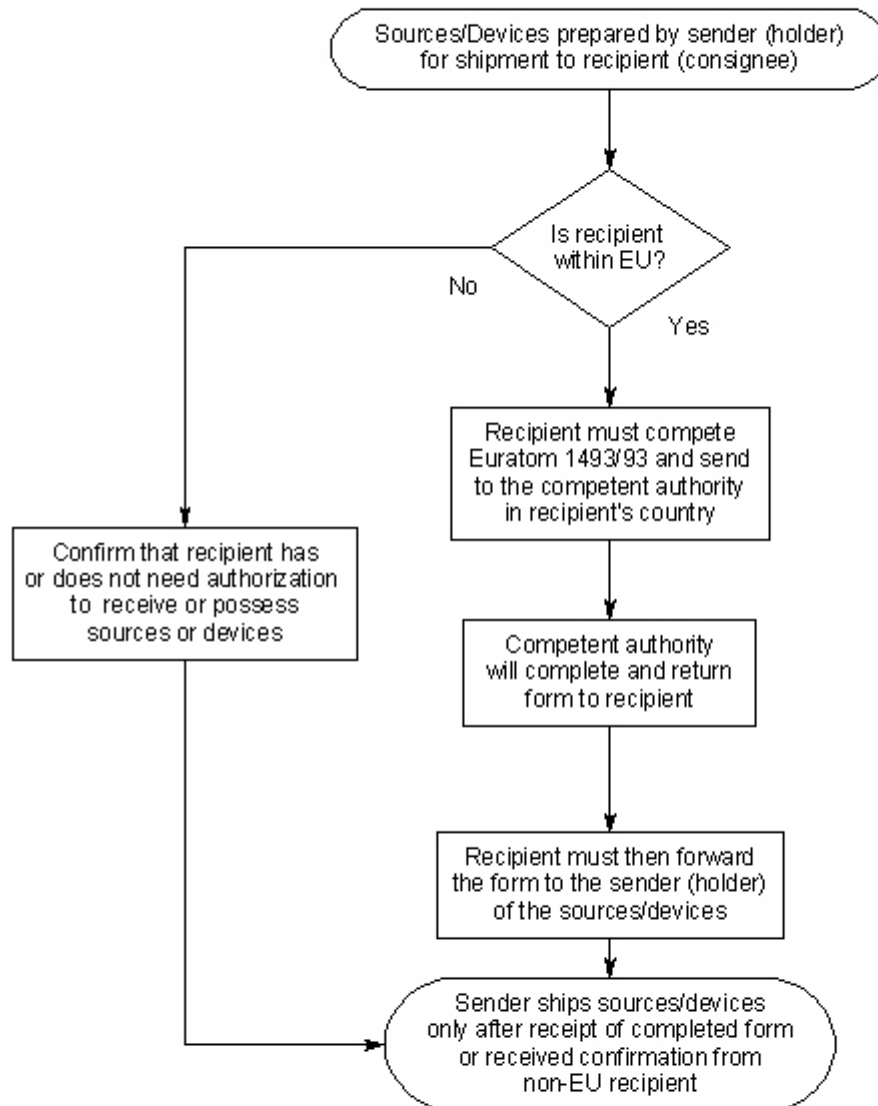 Sources/Devices prepared by sender (holder)
for shipment to recipient (consignee)
Is recipient
within EU?
No
Yes
Recipient must compete
Euratom 1493/93 and send
to the competent authority
in recipient's country
Confirm that recipient has
or does not need authorization
to receive or possess
sources or devices
Competent authority
will complete and return
form to recipient
Recipient must then forward
the form to the sender (holder)
of the sources/devices
Sender ships sources/devices
only after receipt of completed form
or received confirmation from
non-EU recipient